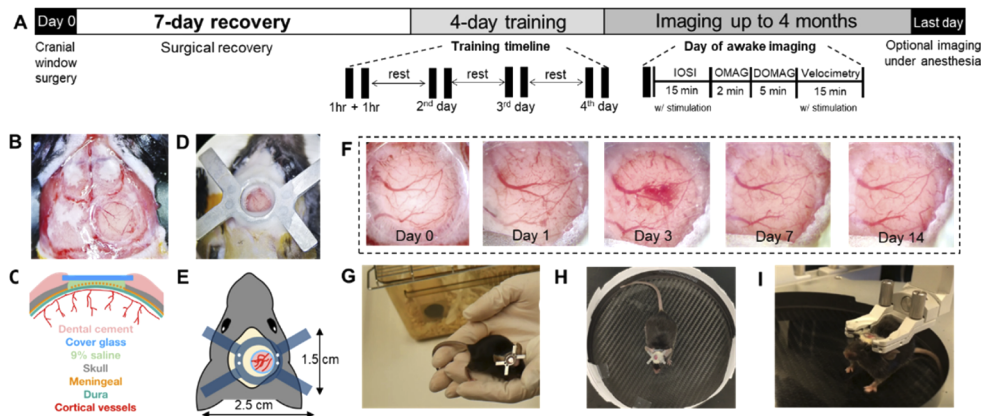 A
Day 0
7-day recovery
4-day training
Imaging up to 4 months
Last day
Cranial
window
surgery
Surgical recovery
Training timeline
Day of awake imaging
Optional imaging
under anesthesia
rest
rest
rest
1hr + 1hr
2nd day
3rd day
4th day
IOSI
OMAG
DOMAG
Velocimetry
15 min
2 min
5 min
15 min
w/ stimulation
w/ stimulation
B
D
F
Day 0
Day 1
Day 3
Day 7
Day 14
C
Dental cement
Cover glass
9% saline
Skull
Meningeal
Dura
Cortical vessels
E
1.5 cm
2.5 cm
G
H
I